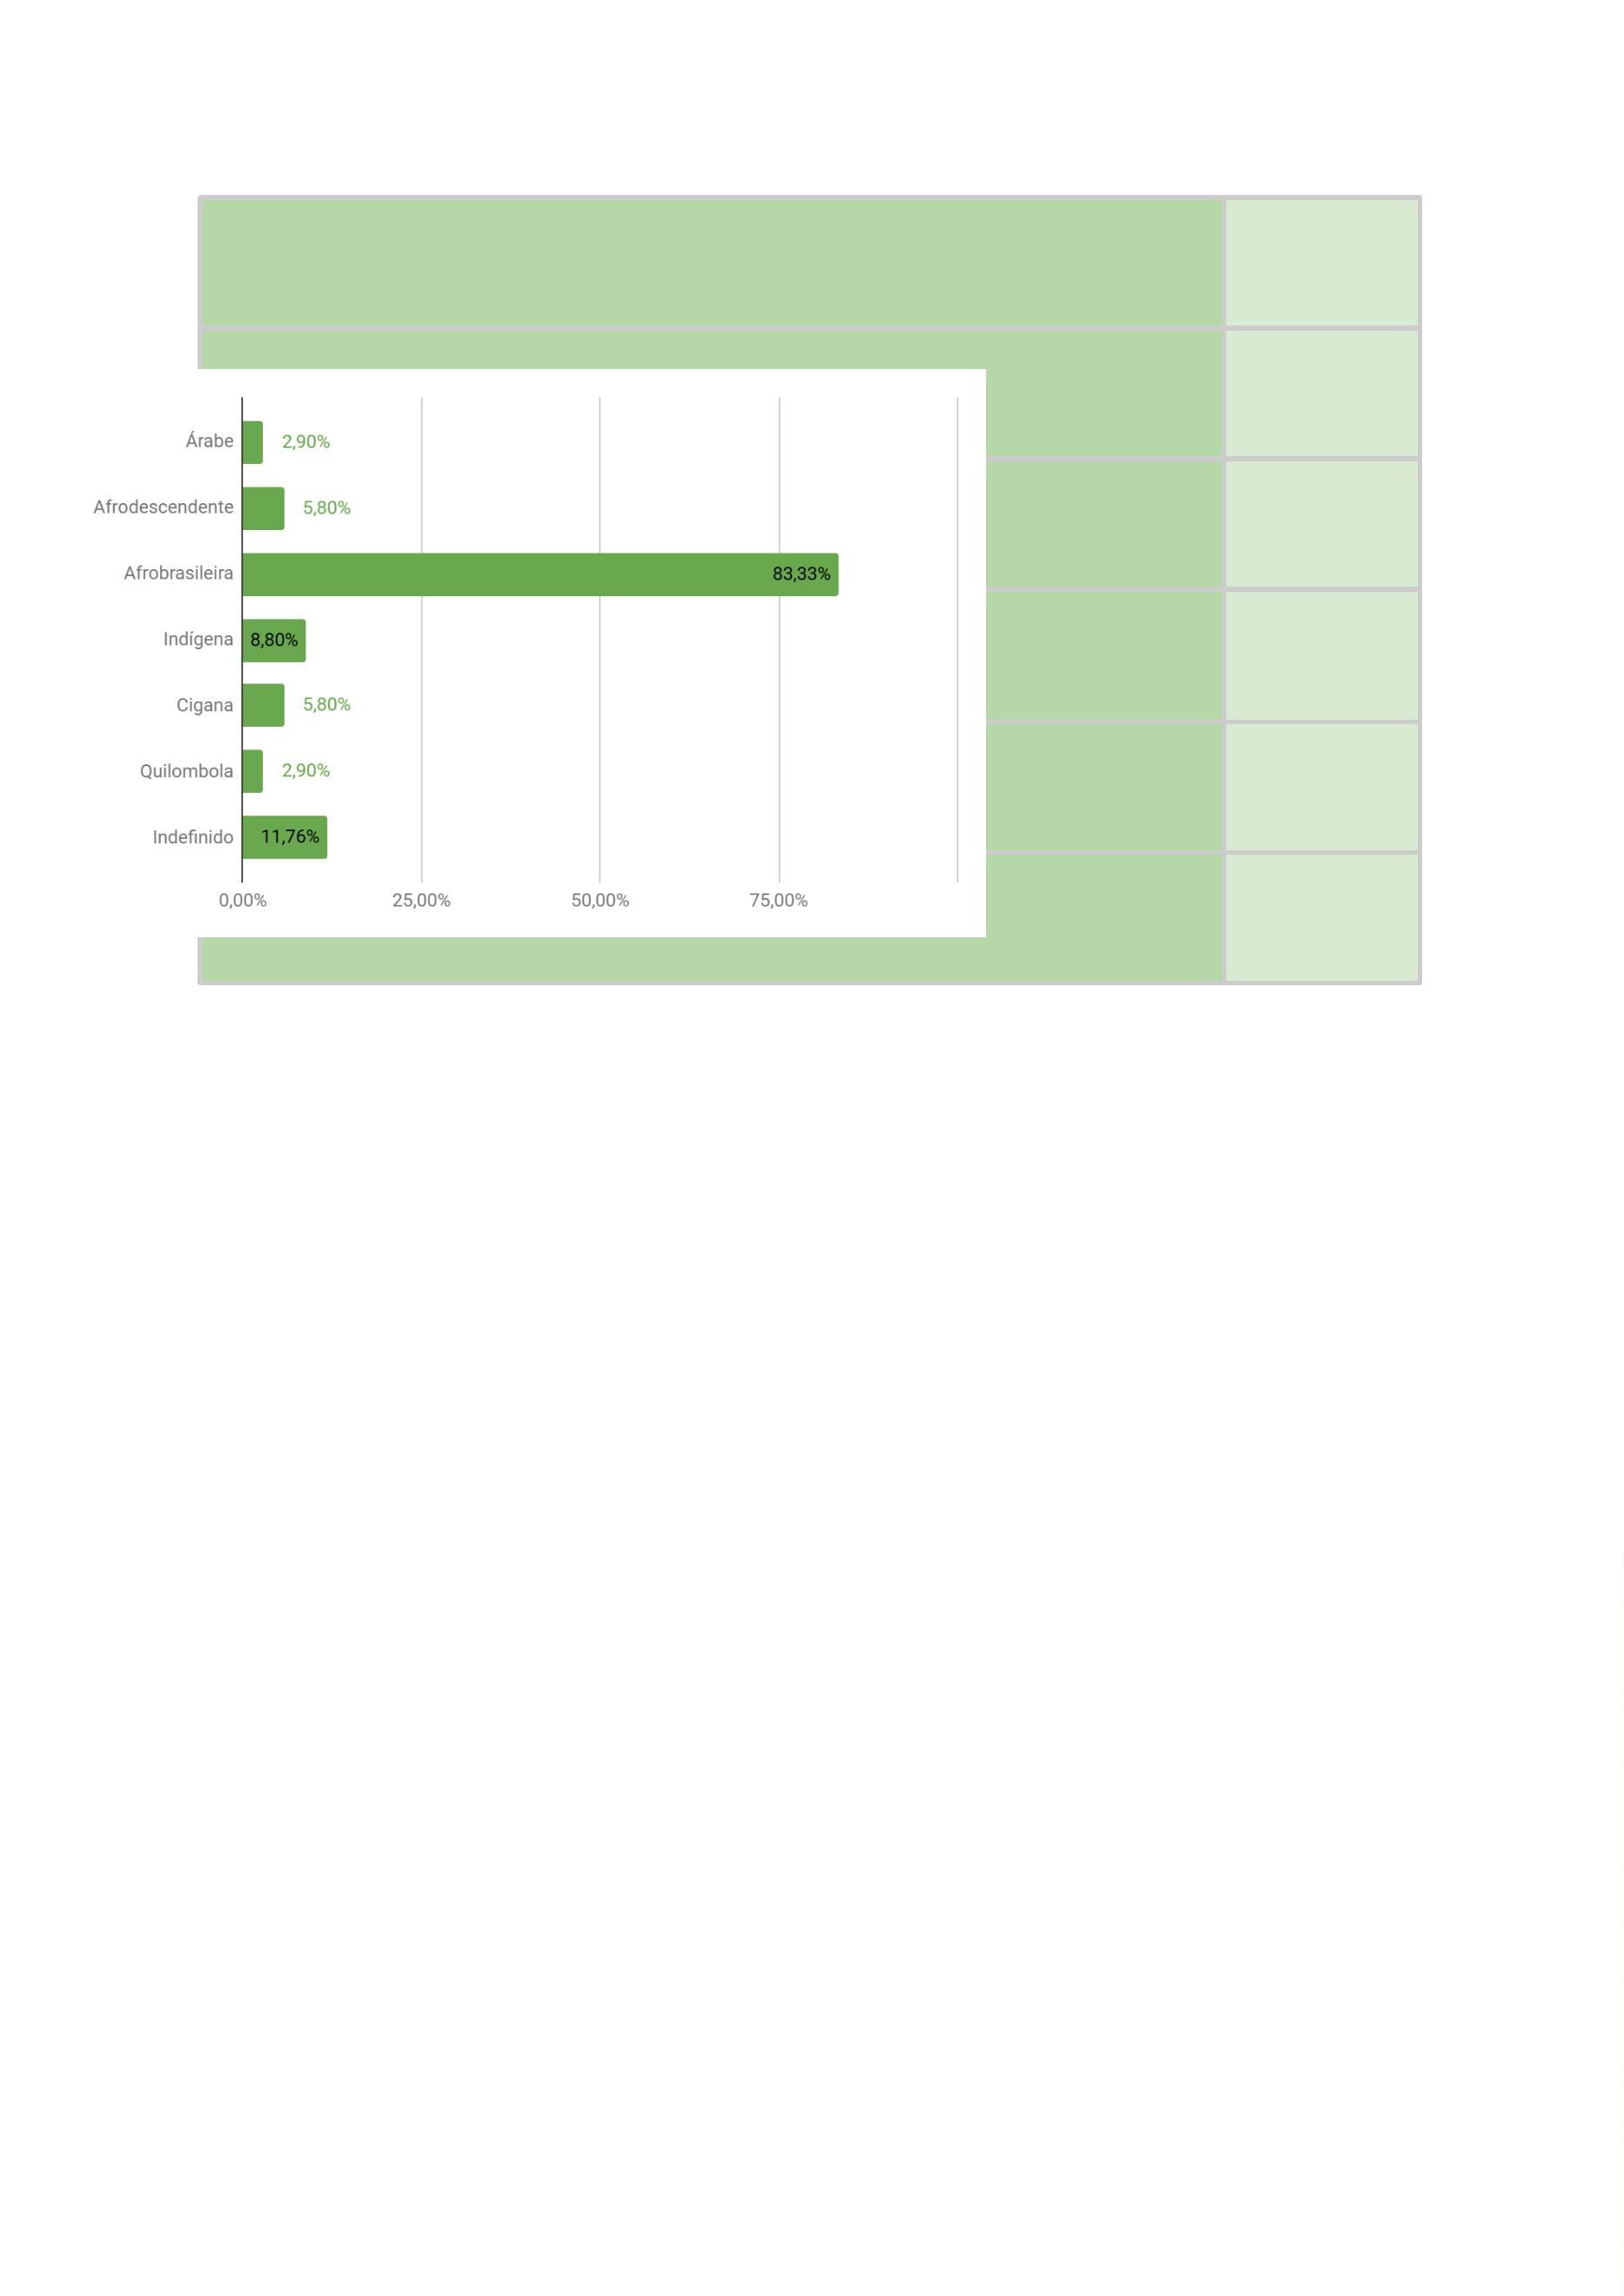 Árabe 2,90%
Afrodescendente 5,80%
Afrobrasileira 83,33%
Indígena 8,80%
Cigana 5,80%
Quilombola 2,90%
Indefinido 11,76%
0,00% 25,00% 50,00% 75,00%